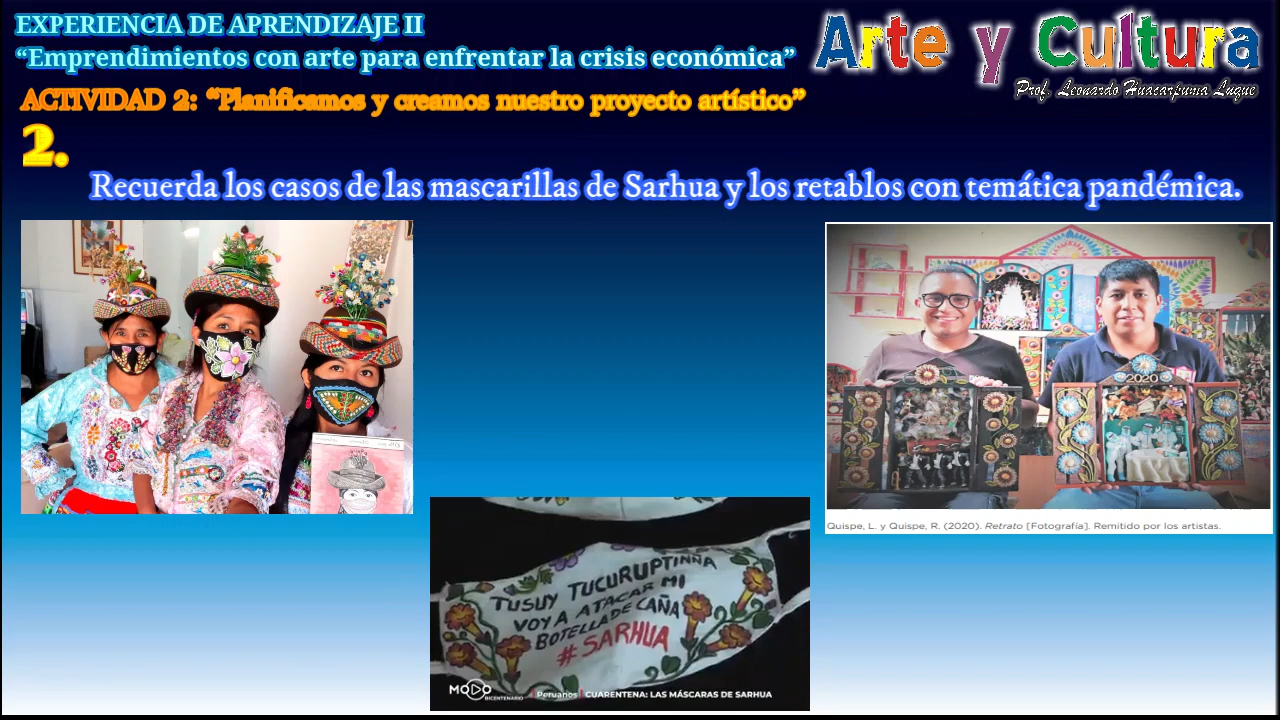 EXPERIENCIA DE APRENDIZAJE II
“Emprendimientos con arte para enfrentar la crisis económica”
Arte y Cultura
Prof. Leonardo Huacarpuma Luque
ACTIVIDAD 2: “Planificamos y creamos nuestro proyecto artístico”
2.
Recuerda los casos de las mascarillas de Sarhua y los retablos con temática pandémica.
2020
Quispe, L. y Quispe, R. (2020). Retrato [Fotografía]. Remitido por los artistas.
TUSUY TUCURUPTINNA
VOY A ATACAR MI
BOTELLA DE CAÑA
# SARHUA
MODO BICENTENARIO
Peruanos
CUARENTENA: LAS MÁSCARAS DE SARHUA